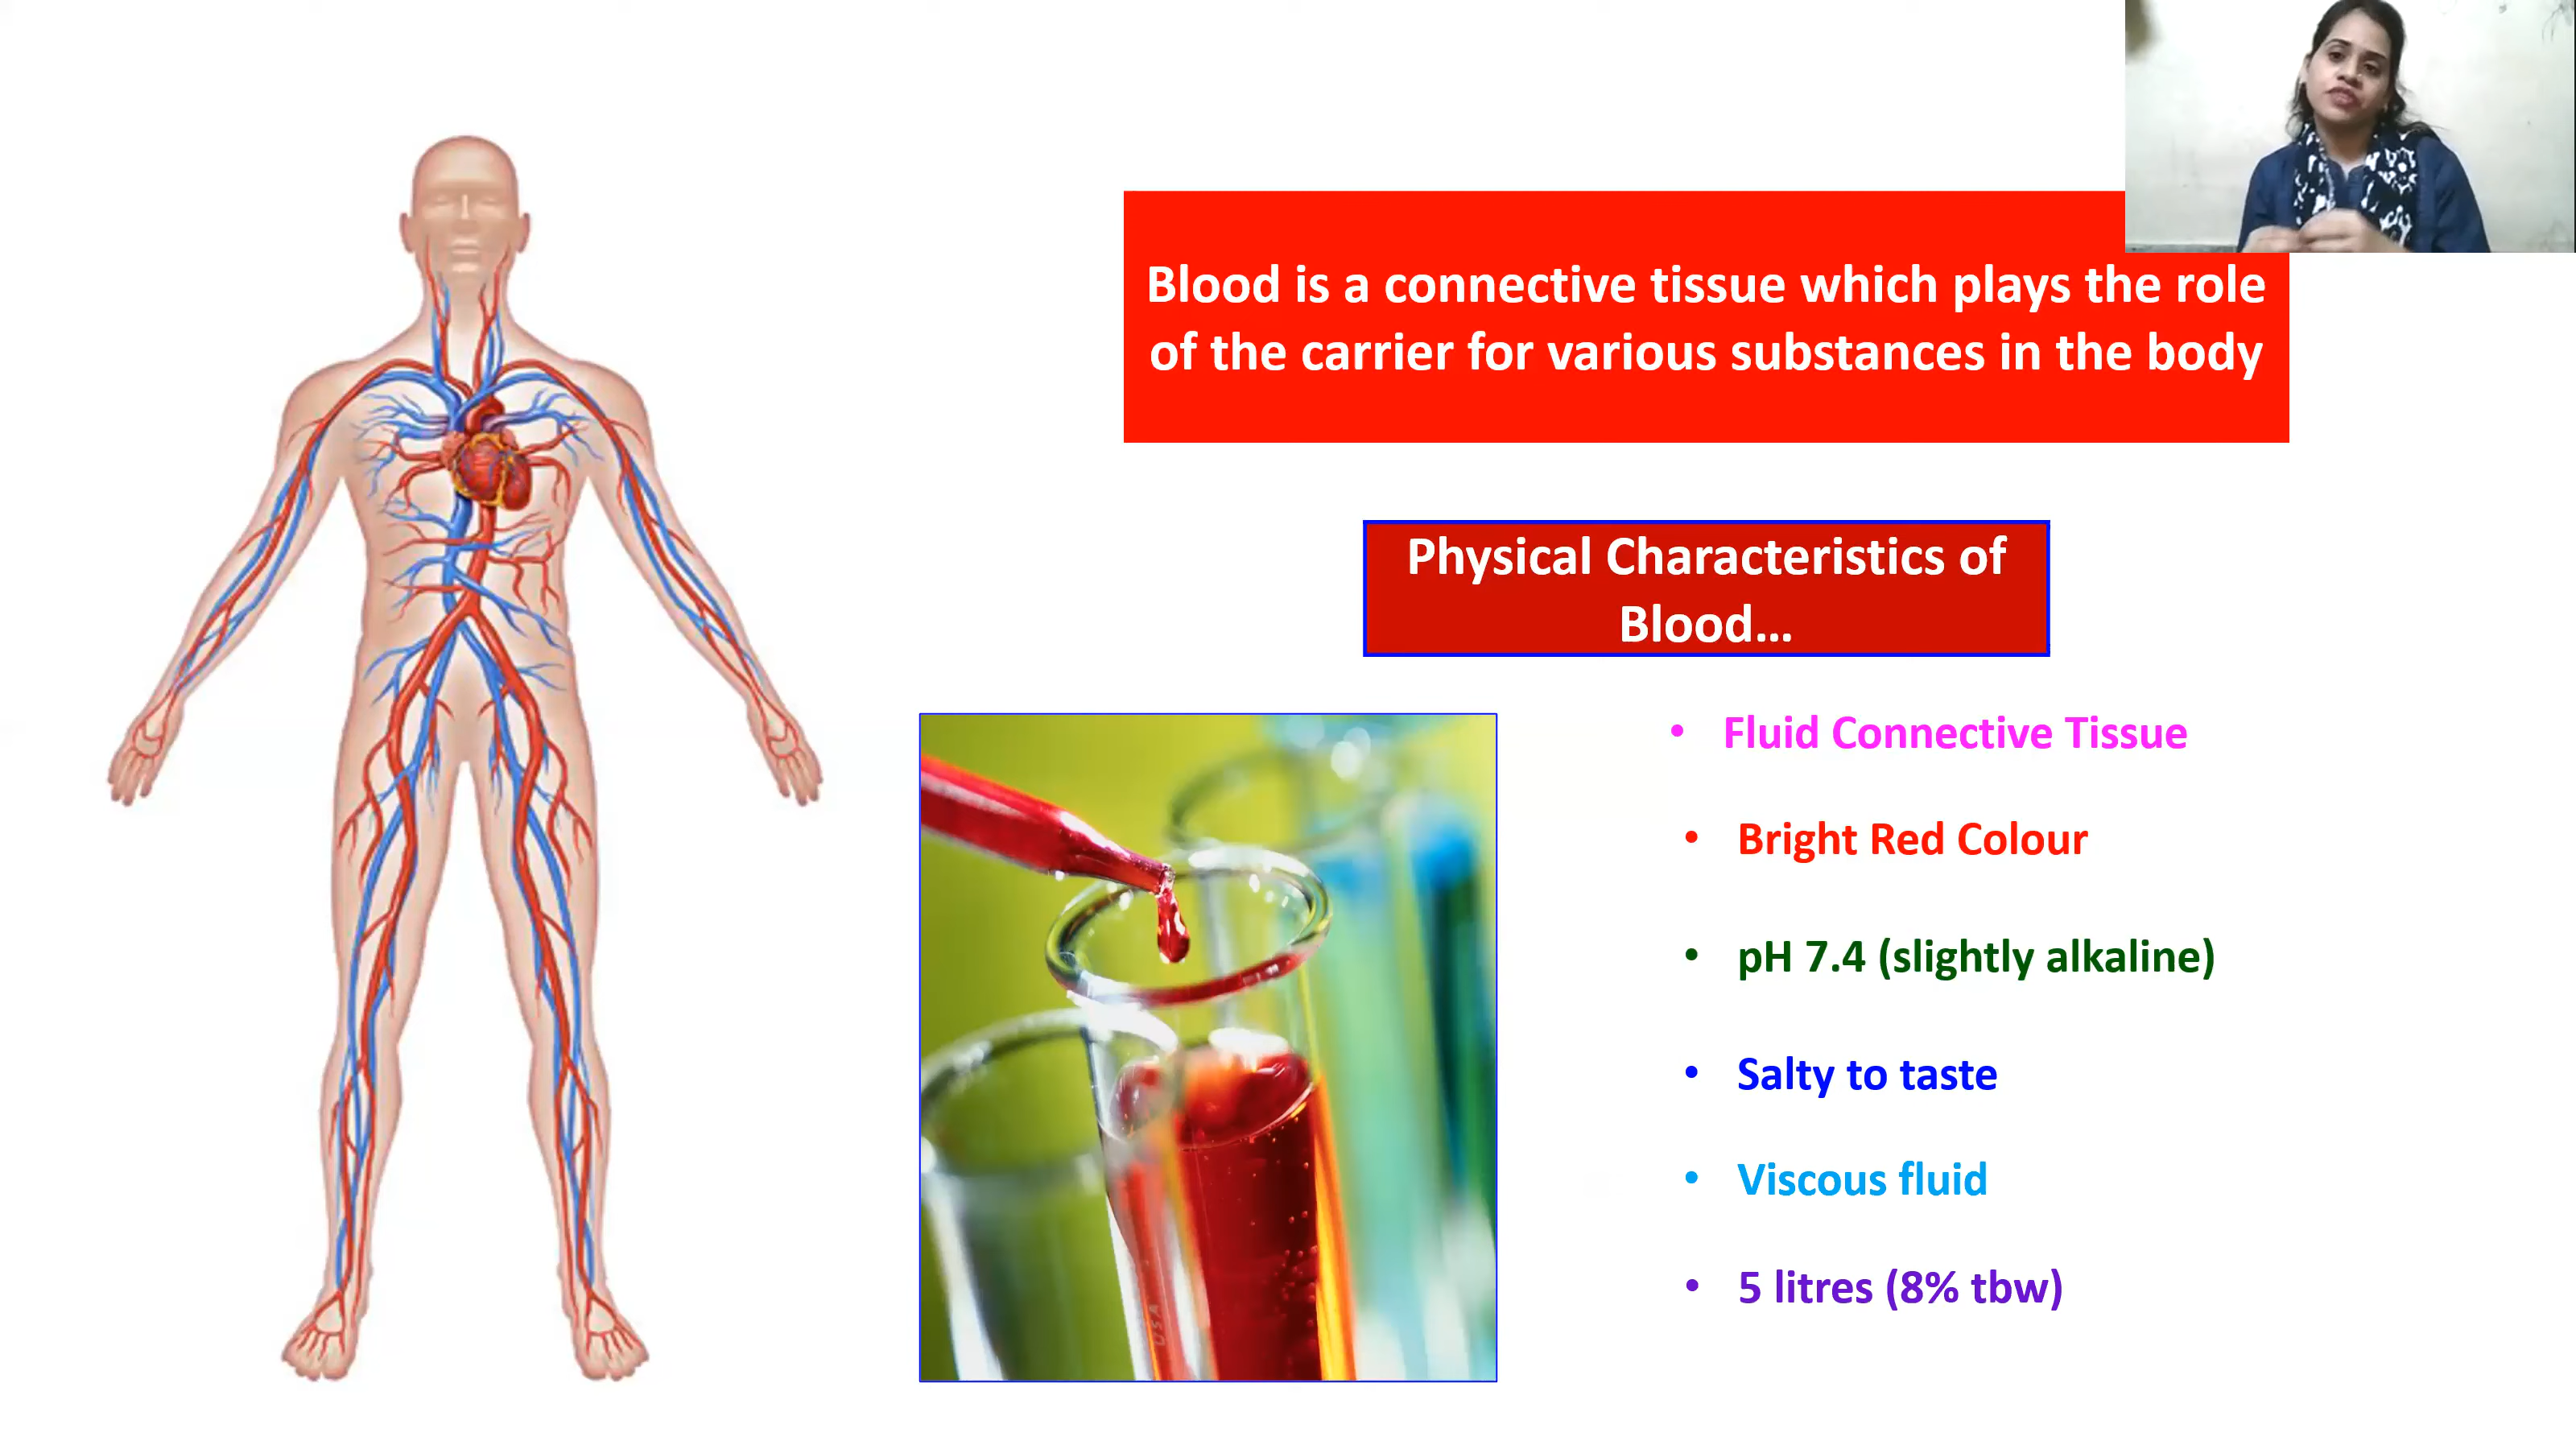 Blood is a connective tissue which plays the role
of the carrier for various substances in the body
Physical Characteristics of
Blood...
• Fluid Connective Tissue
• Bright Red Colour
• pH 7.4 (slightly alkaline)
• Salty to taste
• Viscous fluid
• 5 litres (8% tbw)
USA